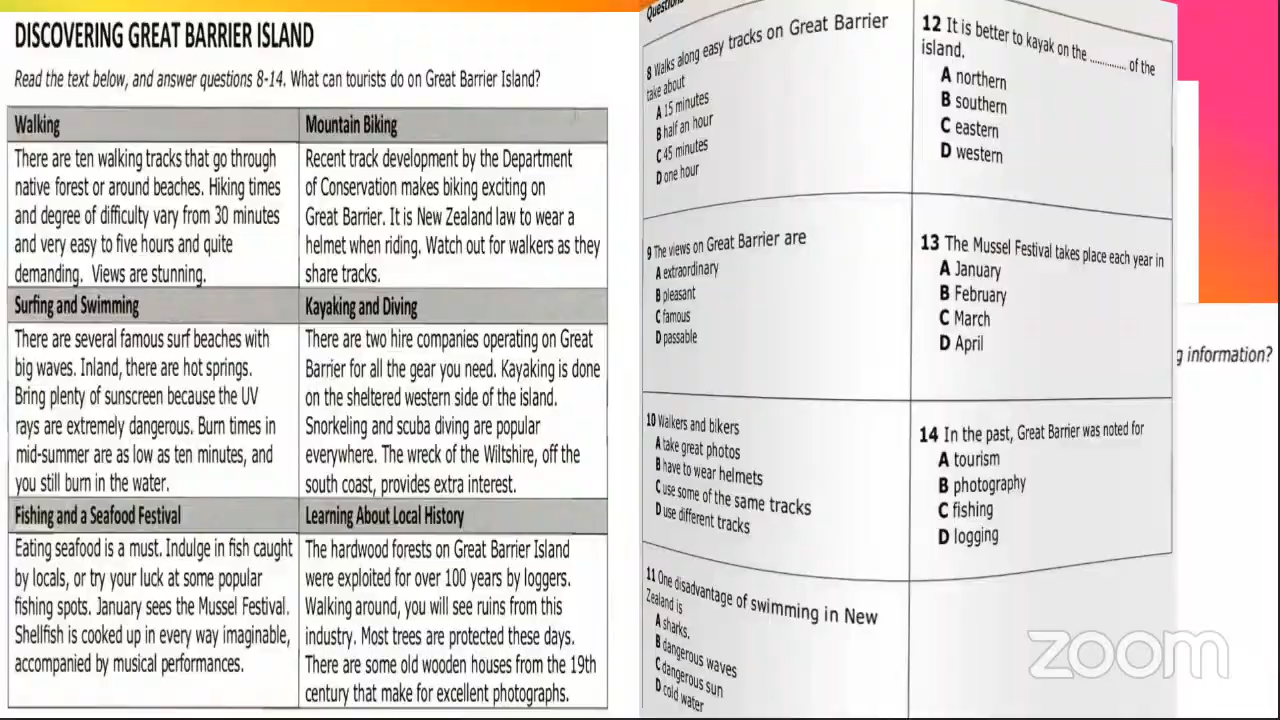 DISCOVERING GREAT BARRIER ISLAND
Read the text below, and answer questions 8-14. What can tourists do on Great Barrier Island?
Walking
There are ten walking tracks that go through
native forest or around beaches. Hiking times
and degree of difficulty vary from 30 minutes
and very easy to five hours and quite
demanding. Views are stunning.
Mountain Biking
Recent track development by the Department
of Conservation makes biking exciting on
Great Barrier. It is New Zealand law to wear a
helmet when riding. Watch out for walkers as they
share tracks.
Surfing and Swimming
There are several famous surf beaches with
big waves. Inland, there are hot springs.
Bring plenty of sunscreen because the UV
rays are extremely dangerous. Burn times in
mid-summer are as low as ten minutes, and
you still burn in the water.
Kayaking and Diving
There are two hire companies operating on Great
Barrier for all the gear you need. Kayaking is done
on the sheltered western side of the island.
Snorkeling and scuba diving are popular
everywhere. The wreck of the Wiltshire, off the
south coast, provides extra interest.
Fishing and a Seafood Festival
Eating seafood is a must. Indulge in fish caught
by locals, or try your luck at some popular
fishing spots. January sees the Mussel Festival.
Shellfish is cooked up in every way imaginable,
accompanied by musical performances.
Learning About Local History
The hardwood forests on Great Barrier Island
were exploited for over 100 years by loggers.
Walking around, you will see ruins from this
industry. Most trees are protected these days.
There are some old wooden houses from the 19th
century that make for excellent photographs.
Questions
8 Walks along easy tracks on Great Barrier
take about
A 15 minutes
B half an hour
C 45 minutes
D one hour
9 The views on Great Barrier are
A extraordinary
B pleasant
C famous
D passable
10 Walkers and bikers
A take great photos
B have to wear helmets
C use some of the same tracks
D use different tracks
11 One disadvantage of swimming in New
Zealand is
A sharks.
B dangerous waves
C dangerous sun
D cold water
12 It is better to kayak on the .............. of the
island.
A northern
B southern
C eastern
D western
13 The Mussel Festival takes place each year in
A January
B February
C March
D April
14 In the past, Great Barrier was noted for
A tourism
B photography
C fishing
D logging
information?
zoom